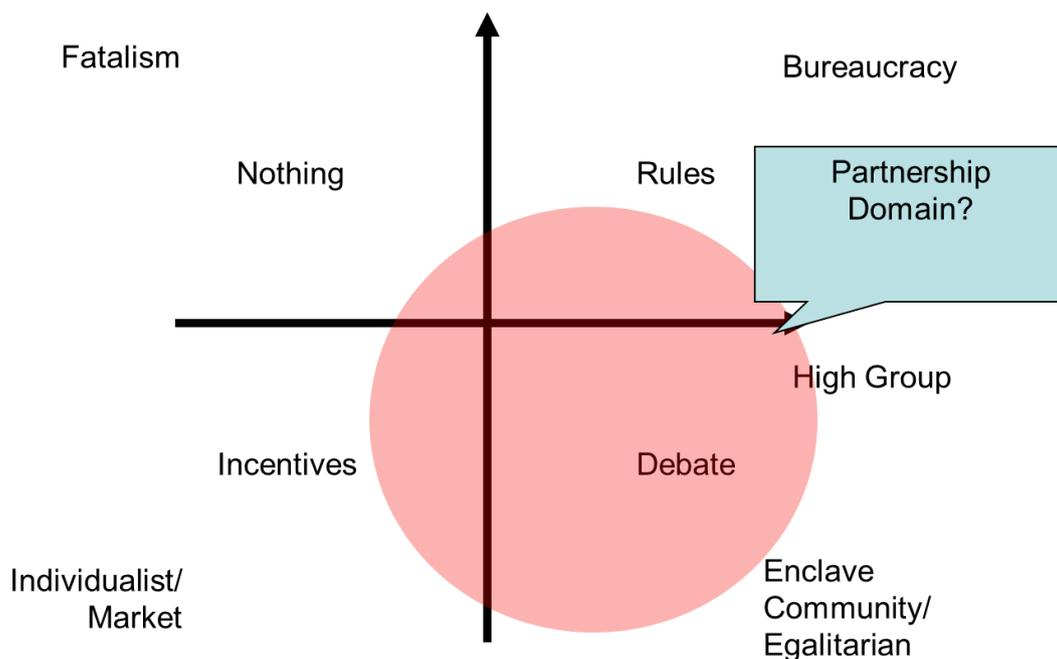 Fatalism
Bureaucracy
Nothing
Rules
Partnership
Domain?
High Group
Incentives
Debate
Individualist/
Market
Enclave
Community/
Egalitarian